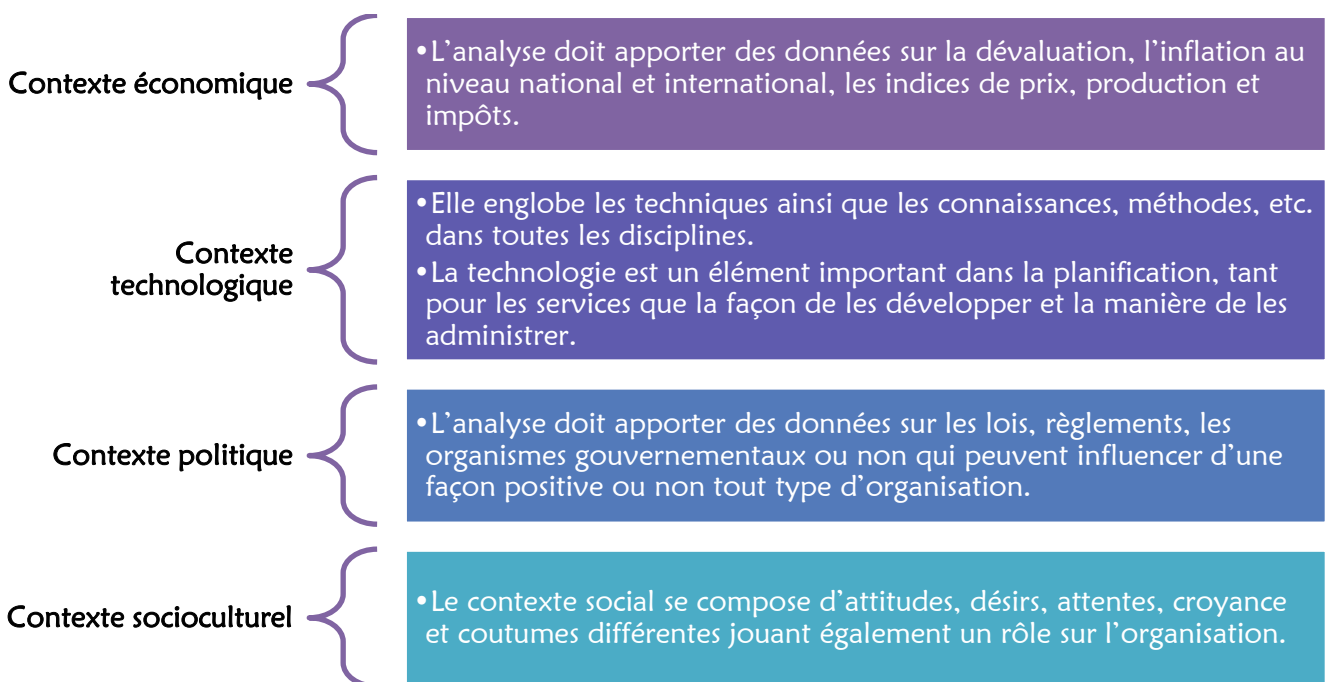 Contexte économique
•L’analyse doit apporter des données sur la dévaluation, l’inflation au
niveau national et international, les indices de prix, production et
impôts.
Contexte
technologique
•Elle englobe les techniques ainsi que les connaissances, méthodes, etc.
dans toutes les disciplines.
•La technologie est un élément important dans la planification, tant
pour les services que la façon de les développer et la manière de les
administrer.
Contexte politique
•L’analyse doit apporter des données sur les lois, règlements, les
organismes gouvernementaux ou non qui peuvent influencer d’une
façon positive ou non tout type d’organisation.
Contexte socioculturel
•Le contexte social se compose d’attitudes, désirs, attentes, croyance
et coutumes différentes jouant également un rôle sur l’organisation.